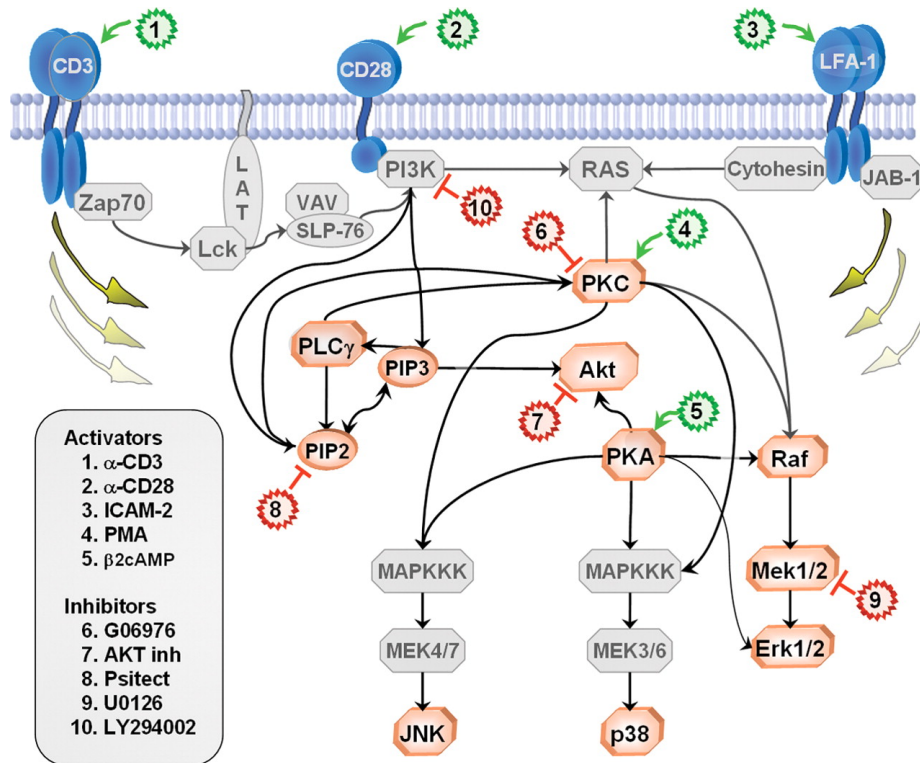 1
2
3
CD3
CD28
LFA-1
L
A
T
PI3K
RAS
Cytohesin
JAB-1
Zap70
VAV
SLP-76
Lck
10
6
4
PKC
PLCγ
PIP3
Akt
7
5
PIP2
PKA
Raf
8
MAPKKK
MAPKKK
Mek1/2
9
MEK4/7
MEK3/6
Erk1/2
JNK
p38
Activators
1. α-CD3
2. α-CD28
3. ICAM-2
4. PMA
5. β2cAMP
Inhibitors
6. G06976
7. AKT inh
8. Psitect
9. U0126
10. LY294002